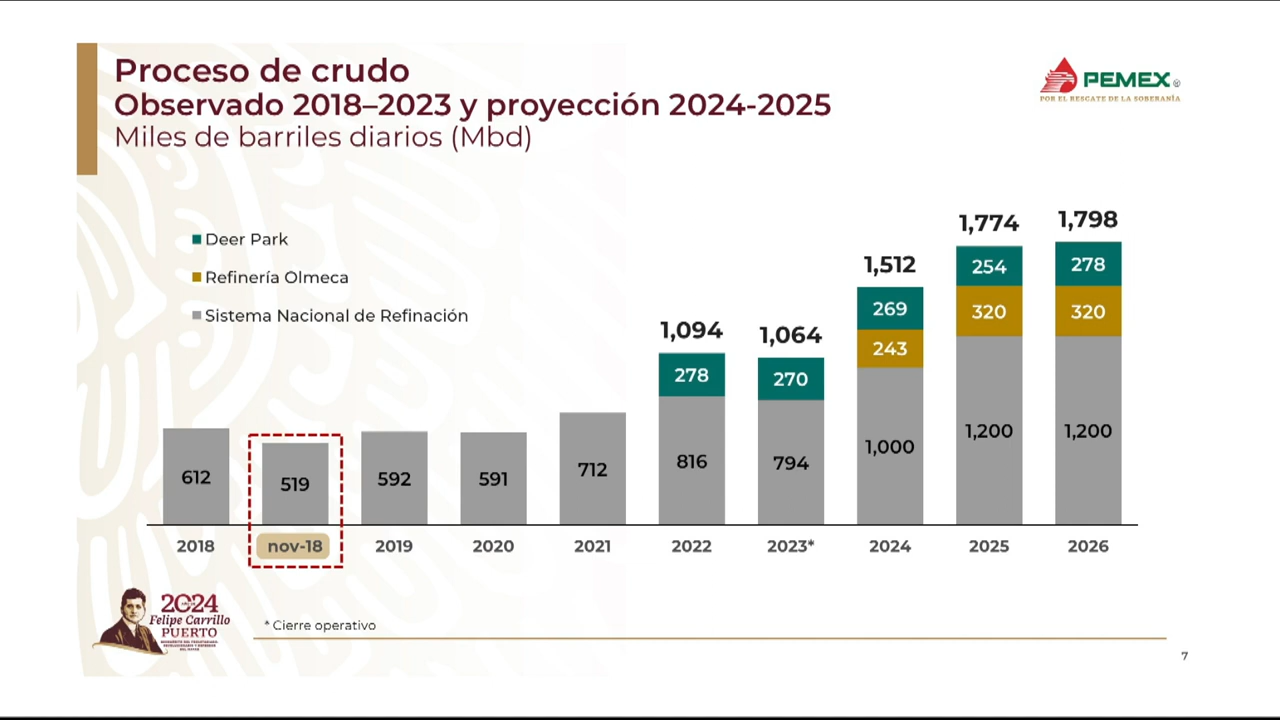 Proceso de crudo
Observado 2018–2023 y proyección 2024-2025
Miles de barriles diarios (Mbd)
PEMEX
POR EL RESCATE DE LA SOBERANÍA
Deer Park
Refinería Olmeca
Sistema Nacional de Refinación
1,094
1,064
1,512
1,774
1,798
278
270
269
254
278
243
320
320
612
519
592
591
712
816
794
1,000
1,200
1,200
2018
nov-18
2019
2020
2021
2022
2023*
2024
2025
2026
2024
Felipe Carrillo
PUERTO
* Cierre operativo
7